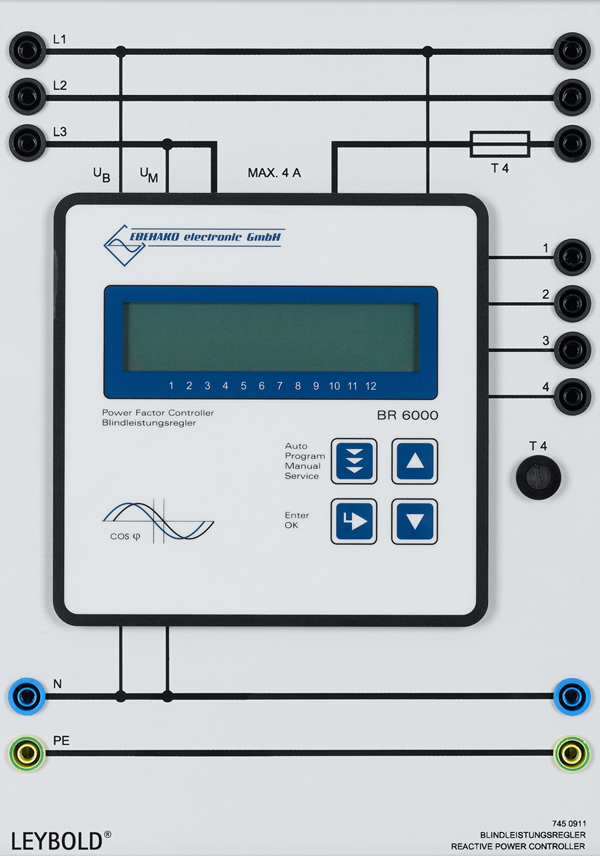 L1
L2
L3
UB
UM
MAX. 4 A
T 4
EBEHAKO electronic GmbH
1
2
3
4
1 2 3 4 5 6 7 8 9 10 11 12
Power Factor Controller
Blindleistungsregler
BR 6000
Auto
Program
Manual
Service
T 4
Enter
OK
COS φ
N
PE
LEYBOLD®
745 0911
BLINDLEISTUNGSREGLER
REACTIVE POWER CONTROLLER